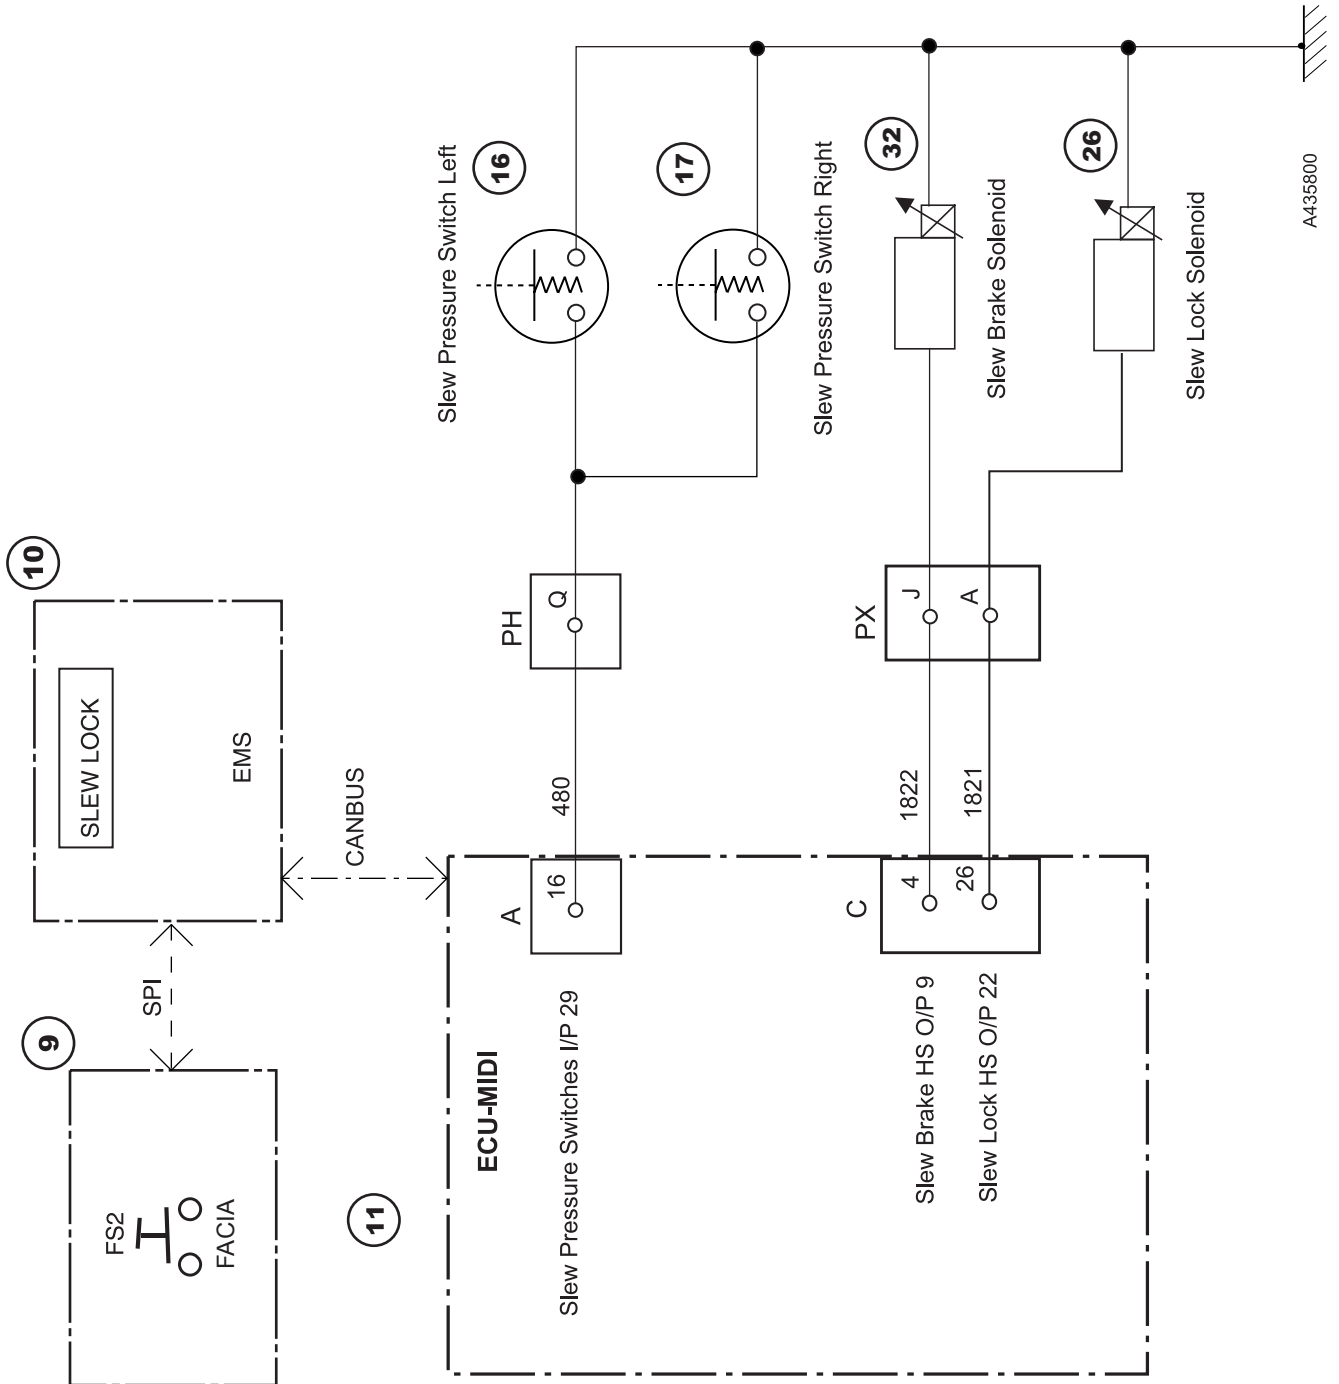 9
FS2
FACIA
SPI
10
SLEW LOCK
EMS
CANBUS
11
ECU-MIDI
Slew Pressure Switches I/P 29
A
16
480
PH
Q
Slew Pressure Switch Left
16
17
Slew Pressure Switch Right
Slew Brake HS O/P 9
Slew Lock HS O/P 22
C
4
26
1822
1821
PX
J
A
32
Slew Brake Solenoid
26
Slew Lock Solenoid
A435800